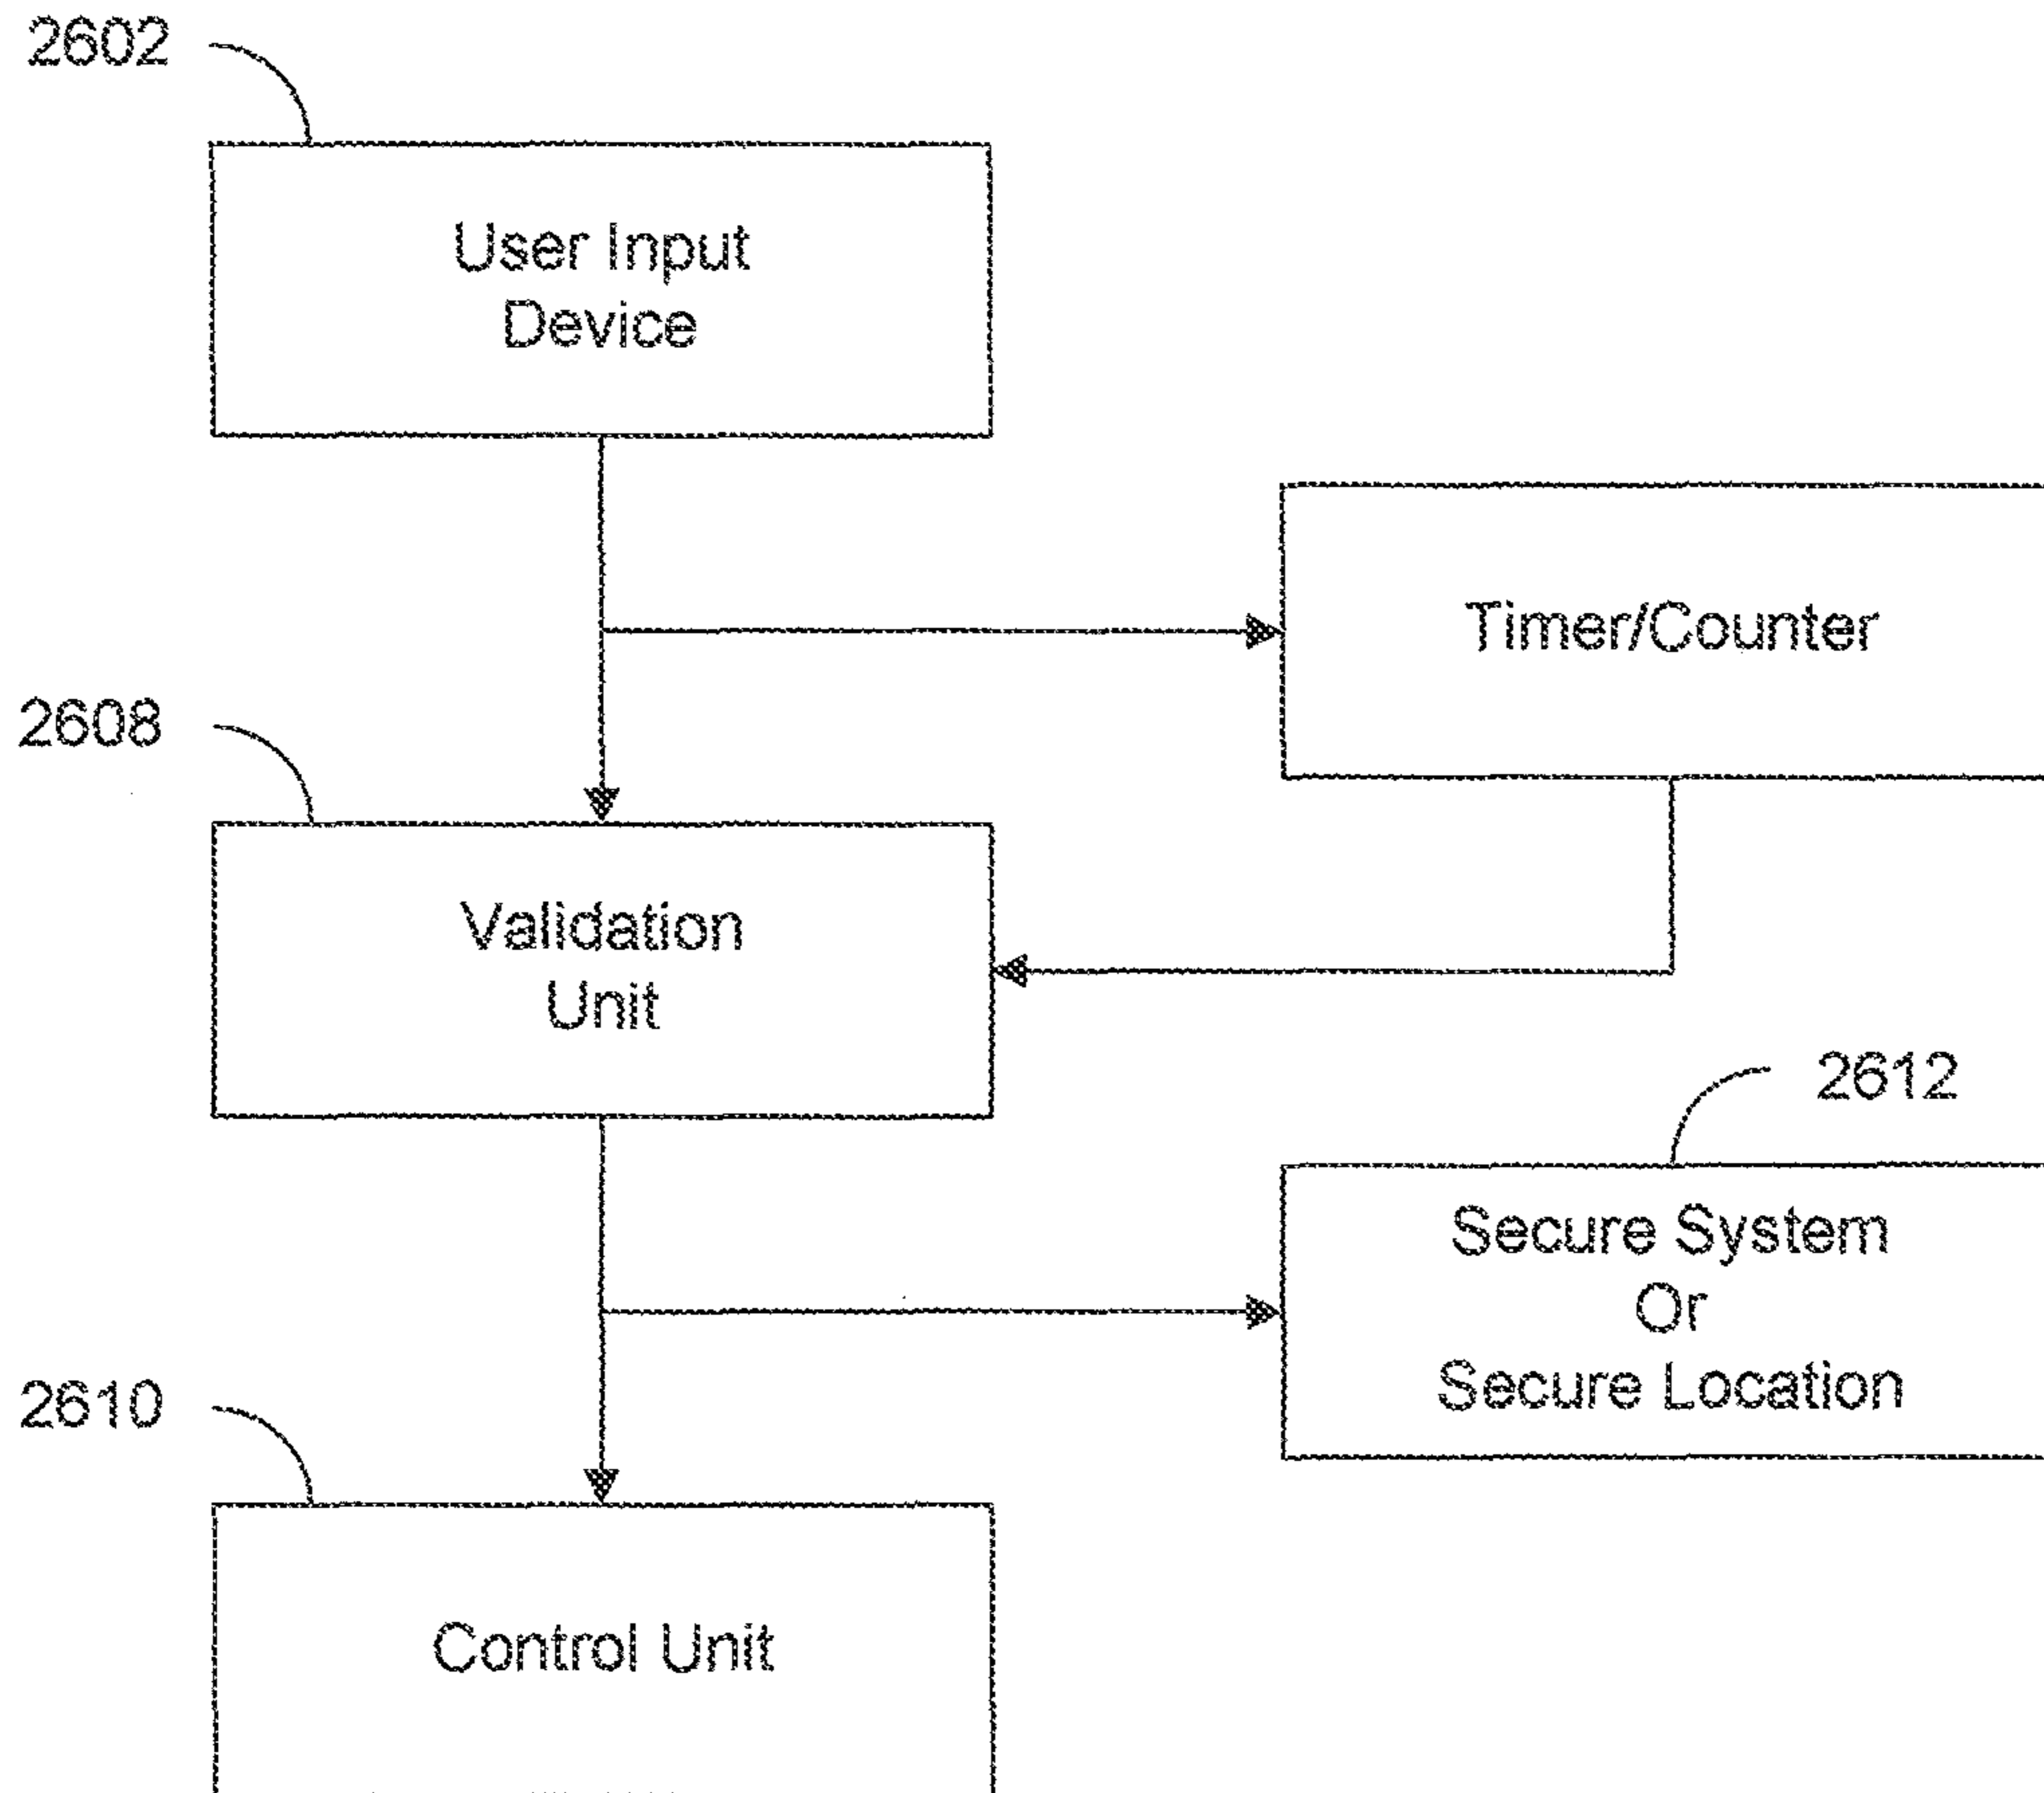 2602
User Input
Device
Timer/Counter
2608
Validation
Unit
2612
Secure System
Or
Secure Location
2610
Control Unit